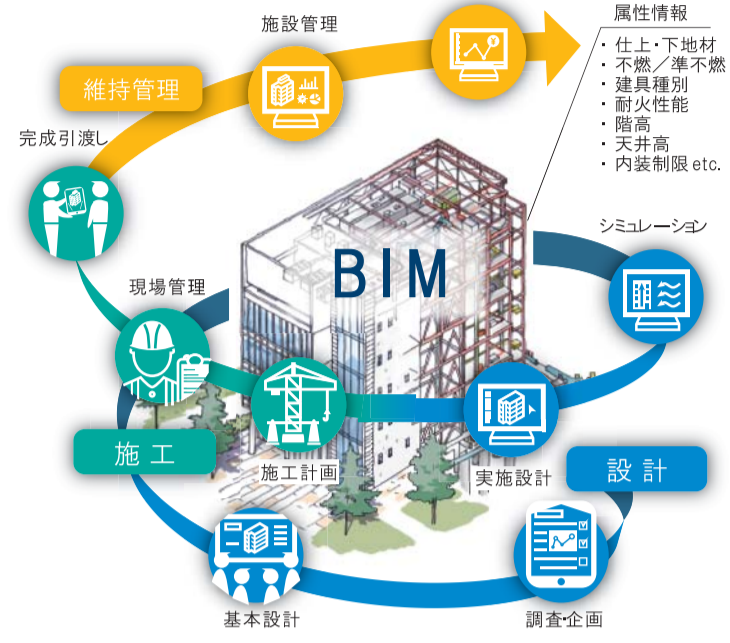 施設管理
属性情報
・ 仕上・下地材
・ 不燃／準不燃
・ 建具種別
・ 耐火性能
・ 階高
・ 天井高
・ 内装制限 etc.
維持管理
完成引渡し
シミュレーション
現場管理
BIM
施工
施工計画
実施設計
設計
基本設計
調査・企画